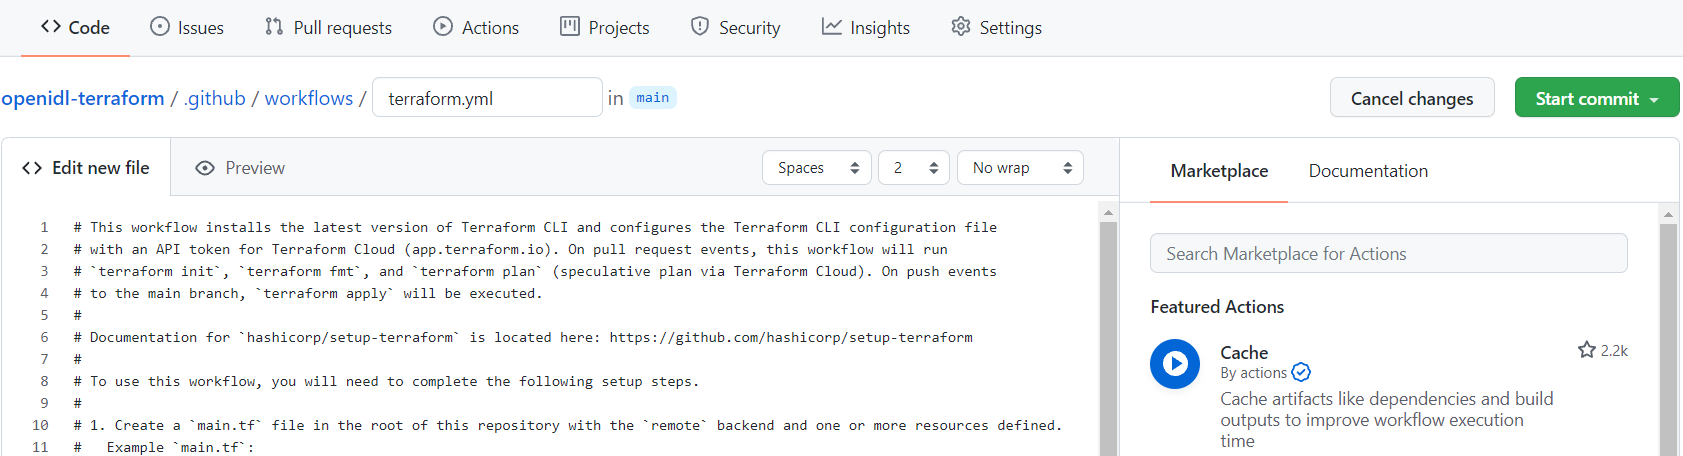 Code Issues Pull requests Actions Projects Security Insights Settings
openidl-terraform / .github / workflows / terraform.yml in main Cancel changes Start commit
Edit new file Preview Spaces 2 No wrap
1 # This workflow installs the latest version of Terraform CLI and configures the Terraform CLI configuration file
2 # with an API token for Terraform Cloud (app.terraform.io). On pull request events, this workflow will run
3 # `terraform init`, `terraform fmt`, and `terraform plan` (speculative plan via Terraform Cloud). On push events
4 # to the main branch, `terraform apply` will be executed.
5 #
6 # Documentation for `hashicorp/setup-terraform` is located here: https://github.com/hashicorp/setup-terraform
7 #
8 # To use this workflow, you will need to complete the following setup steps.
9 #
10 # 1. Create a `main.tf` file in the root of this repository with the `remote` backend and one or more resources defined.
11 #   Example `main.tf`:
Marketplace Documentation
Search Marketplace for Actions
Featured Actions
Cache 2.2k
By actions
Cache artifacts like dependencies and build
outputs to improve workflow execution
time